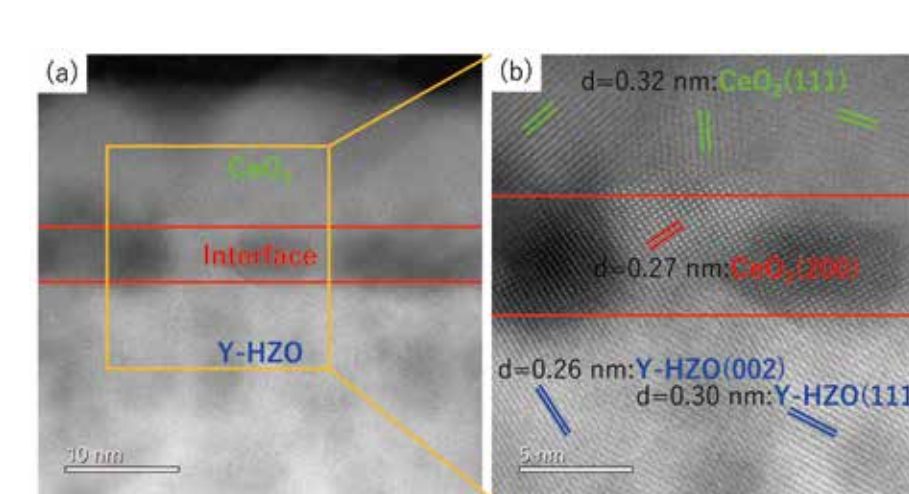 (a)
CeO₂
Interface
Y-HZO
10 nm
(b)
d=0.32 nm:CeO₂(111)
d=0.27 nm:CeO₂(200)
d=0.26 nm:Y-HZO(002)
d=0.30 nm:Y-HZO(111
5 nm